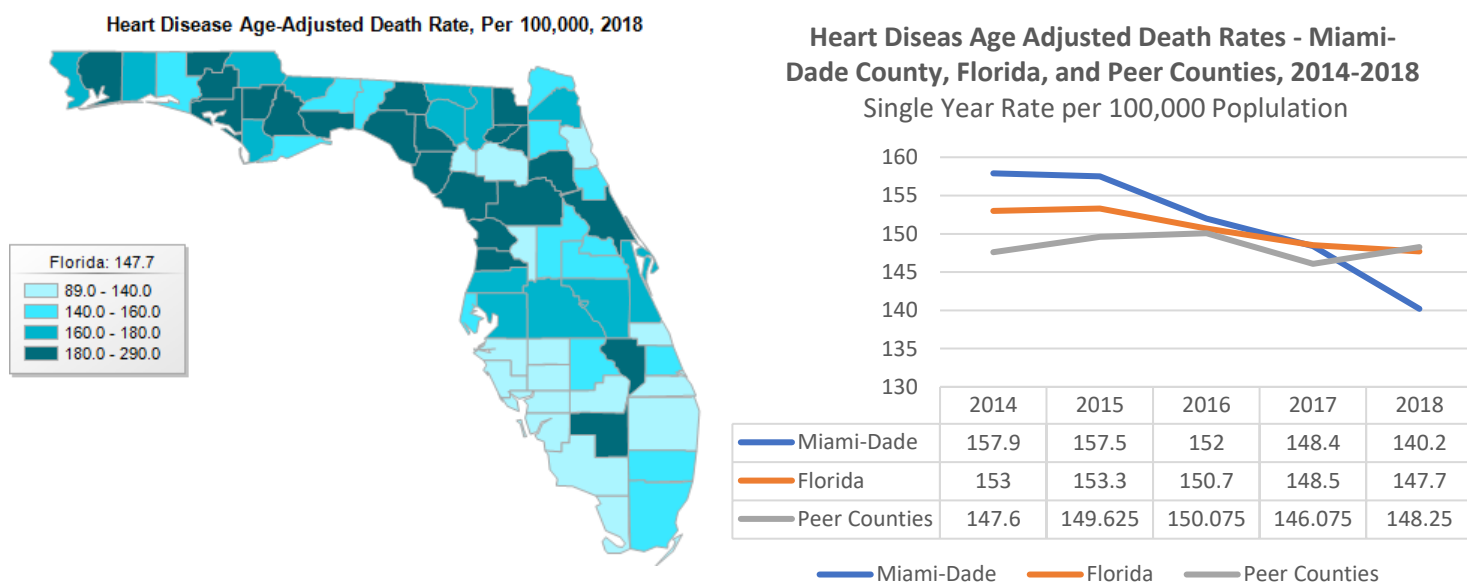 Heart Disease Age-Adjusted Death Rate, Per 100,000, 2018
Florida: 147.7
89.0 - 140.0
140.0 - 160.0
160.0 - 180.0
180.0 - 290.0
Heart Diseas Age Adjusted Death Rates - Miami-
Dade County, Florida, and Peer Counties, 2014-2018
Single Year Rate per 100,000 Poplulation
160
155
150
145
140
135
130
2014 2015 2016 2017 2018
Miami-Dade 157.9 157.5 152 148.4 140.2
Florida 153 153.3 150.7 148.5 147.7
Peer Counties 147.6 149.625 150.075 146.075 148.25
Miami-Dade Florida Peer Counties